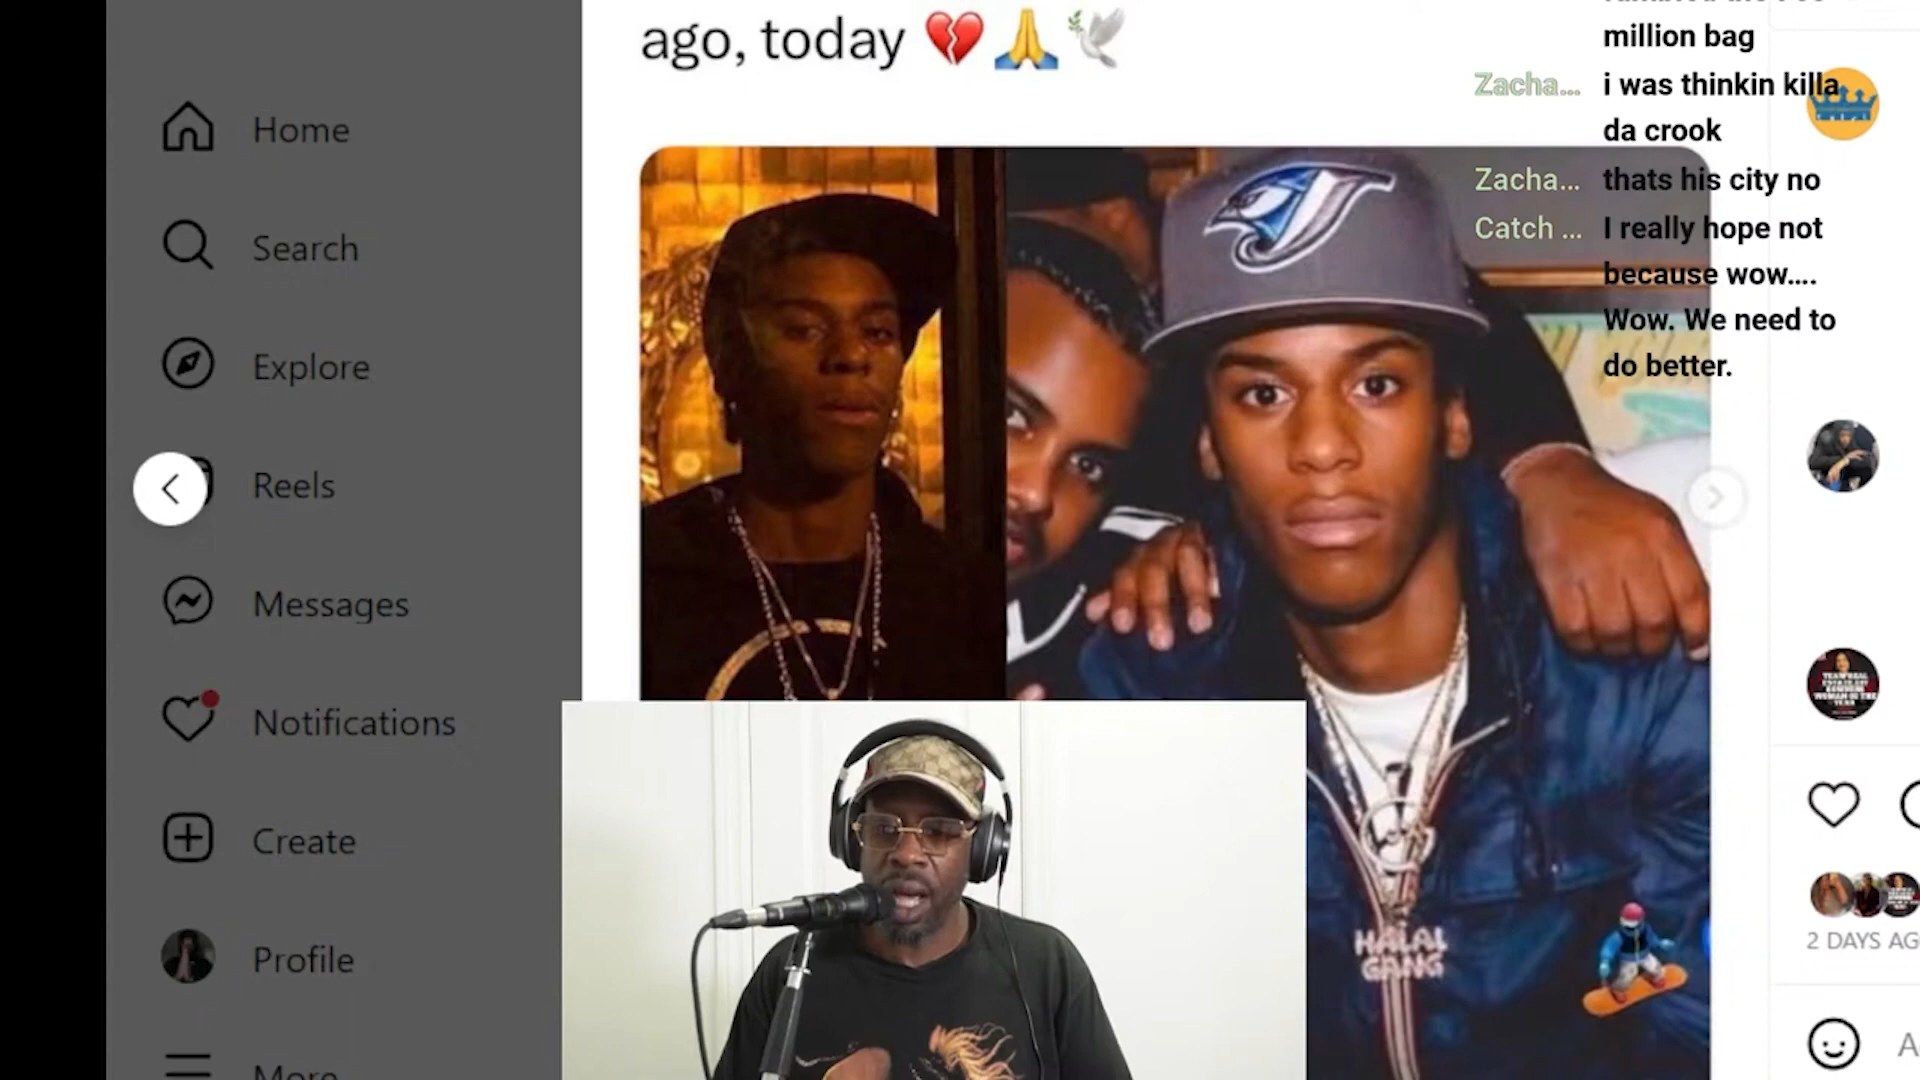 ago, today
million bag
Zacha... i was thinkin killa
da crook
Zacha... thats his city no
Catch ... I really hope not
because wow....
Wow. We need to
do better.
Home
Search
Explore
Reels
Messages
Notifications
Create
Profile
More
HALAL
GANG
2 DAYS AG